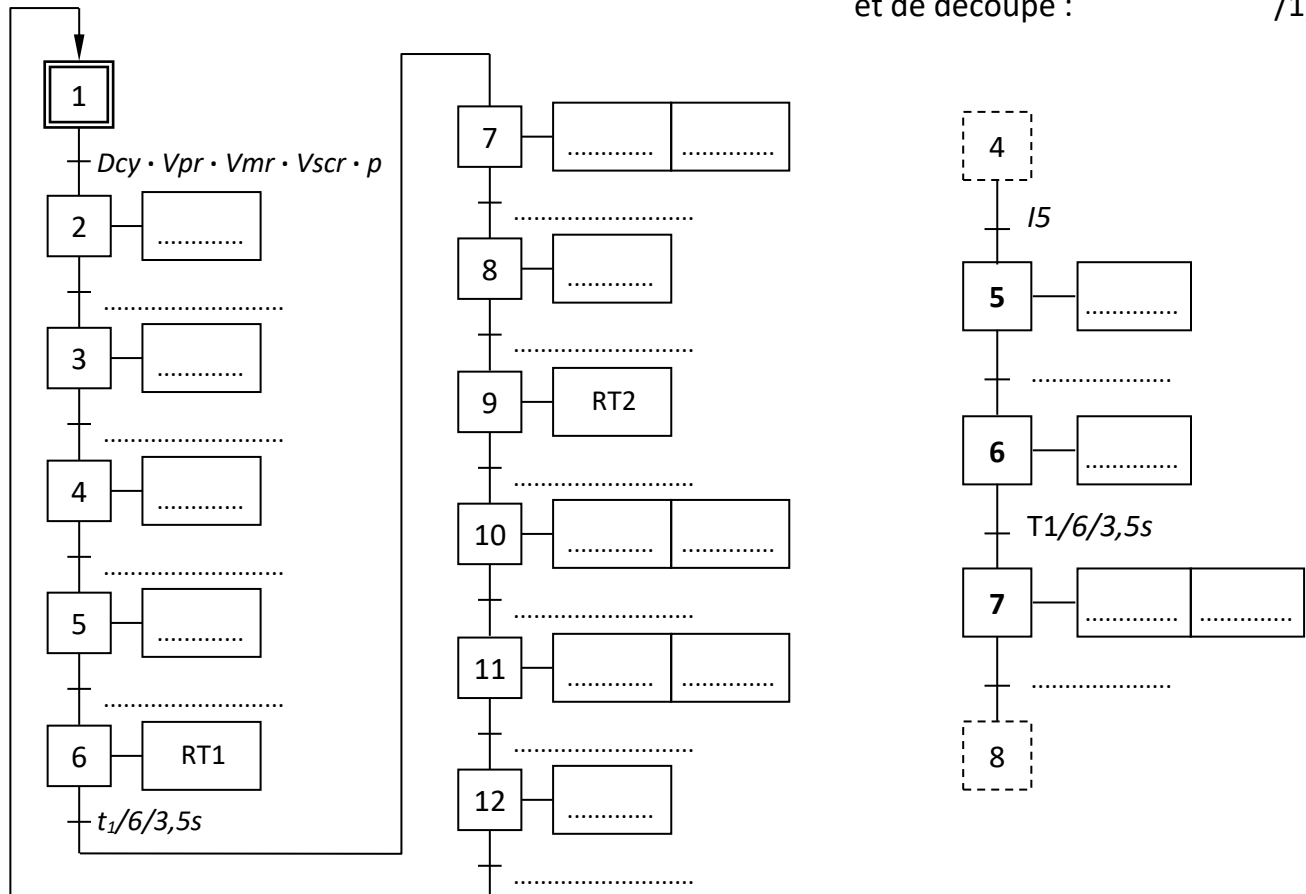 et de découpe : /1
1
Dcy · Vpr · Vmr · Vscr · p
2 .............
............................
3 .............
............................
4 .............
............................
5 .............
............................
6 RT1
t1/6/3,5s
7 ............. ..............
............................
8 .............
............................
9 RT2
............................
10 ............. ..............
............................
11 ............. ..............
............................
12 .............
............................
4
I5
5 ..............
.....................
6 ..............
T1/6/3,5s
7 .............. ..............
.....................
8